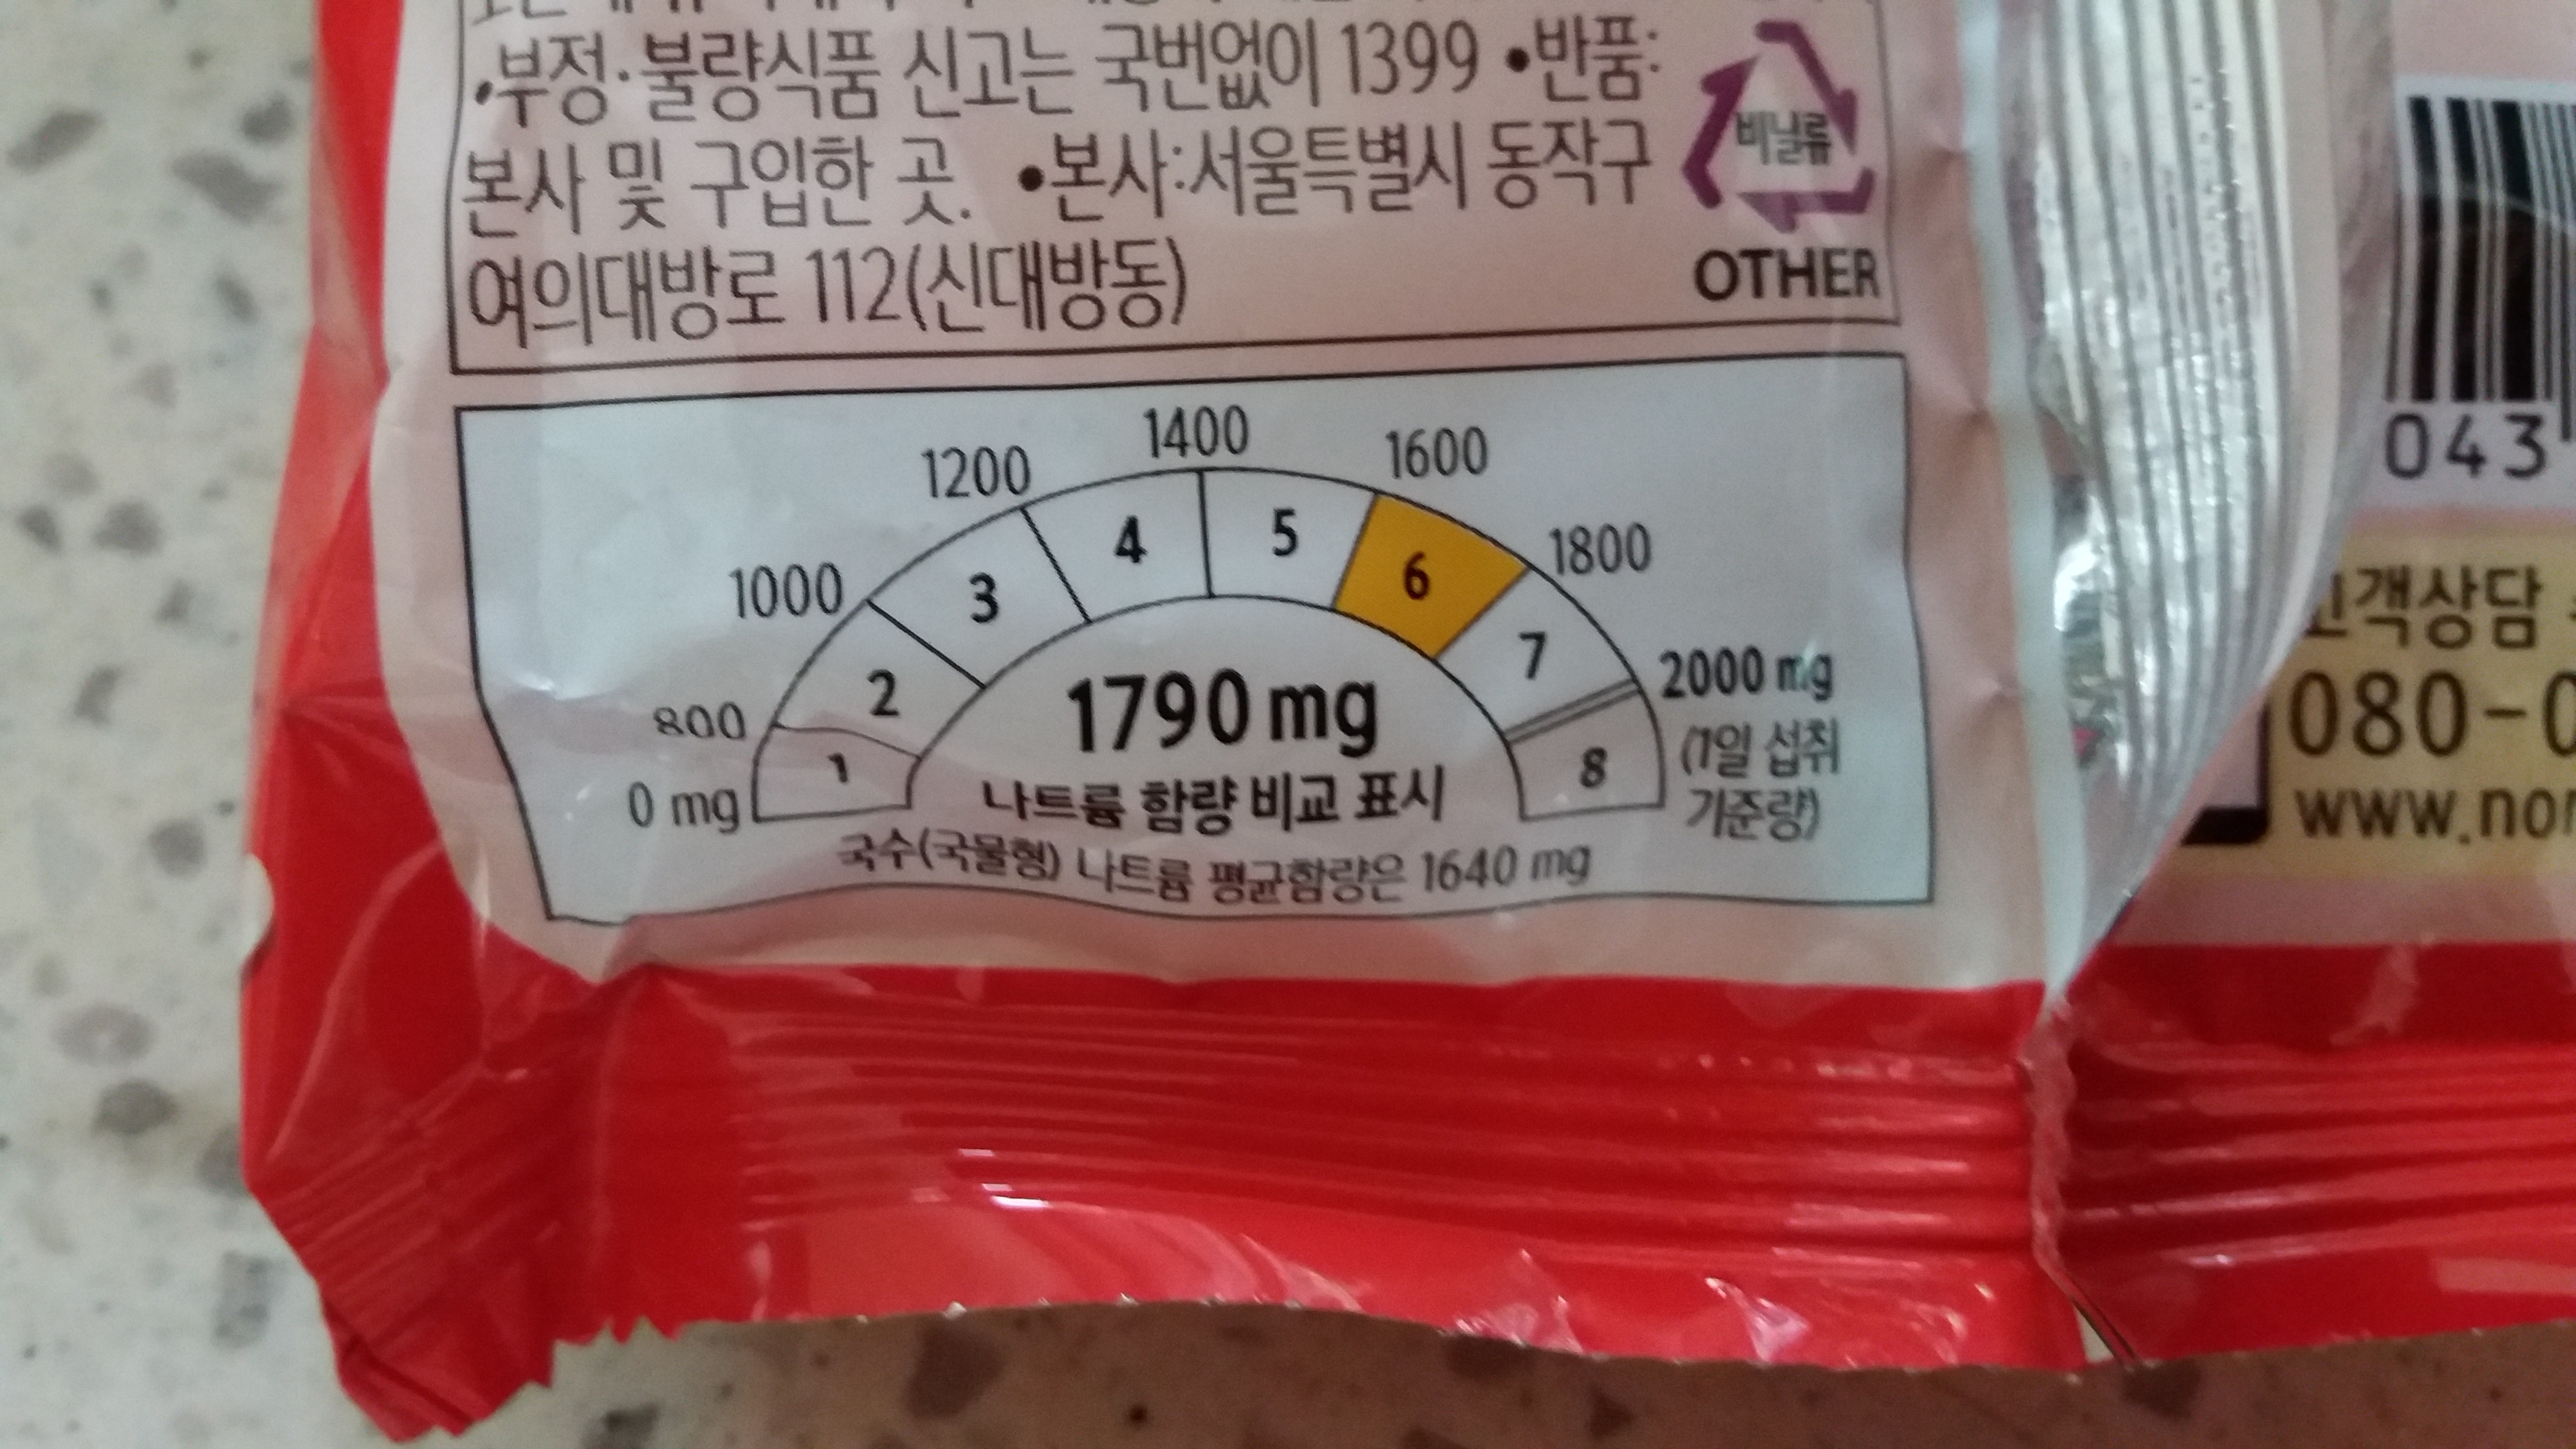 •부정·불량식품 신고는 국번없이 1399 •반품:
본사 및 구입한 곳. •본사:서울특별시 동작구
여의대방로 112(신대방동)
비닐류
OTHER
043
1400
1200
1600
1000
1800
800
2000 mg
0 mg
(1일 섭취
기준량)
1
2
3
4
5
6
7
8
1790 mg
나트륨 함량 비교 표시
국수(국물형) 나트륨 평균함량은 1640 mg
고객상담
080-0
www.non